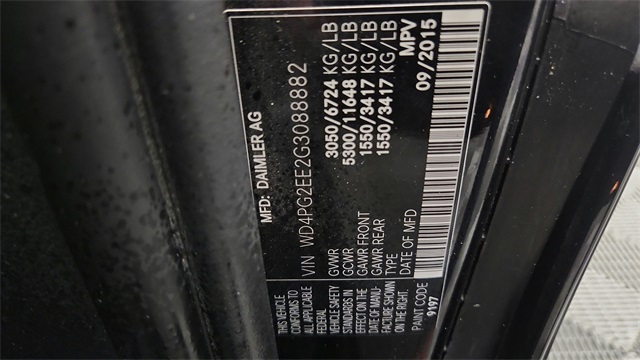 MFD: DAIMLER AG
VIN WD4PG2EE2G3088882
THIS VEHICLE
CONFORMS TO
ALL APPLICABLE
FEDERAL
VEHICLE SAFETY
STANDARDS IN
EFFECT ON THE
DATE OF MANU-
FACTURE SHOWN
ON THE RIGHT.
GVWR 3050/6724 KG/LB
GCWR 5300/11648 KG/LB
GAWR FRONT 1550/3417 KG/LB
GAWR REAR 1550/3417 KG/LB
TYPE MPV
DATE OF MFD 09/2015
PAINT CODE
9197